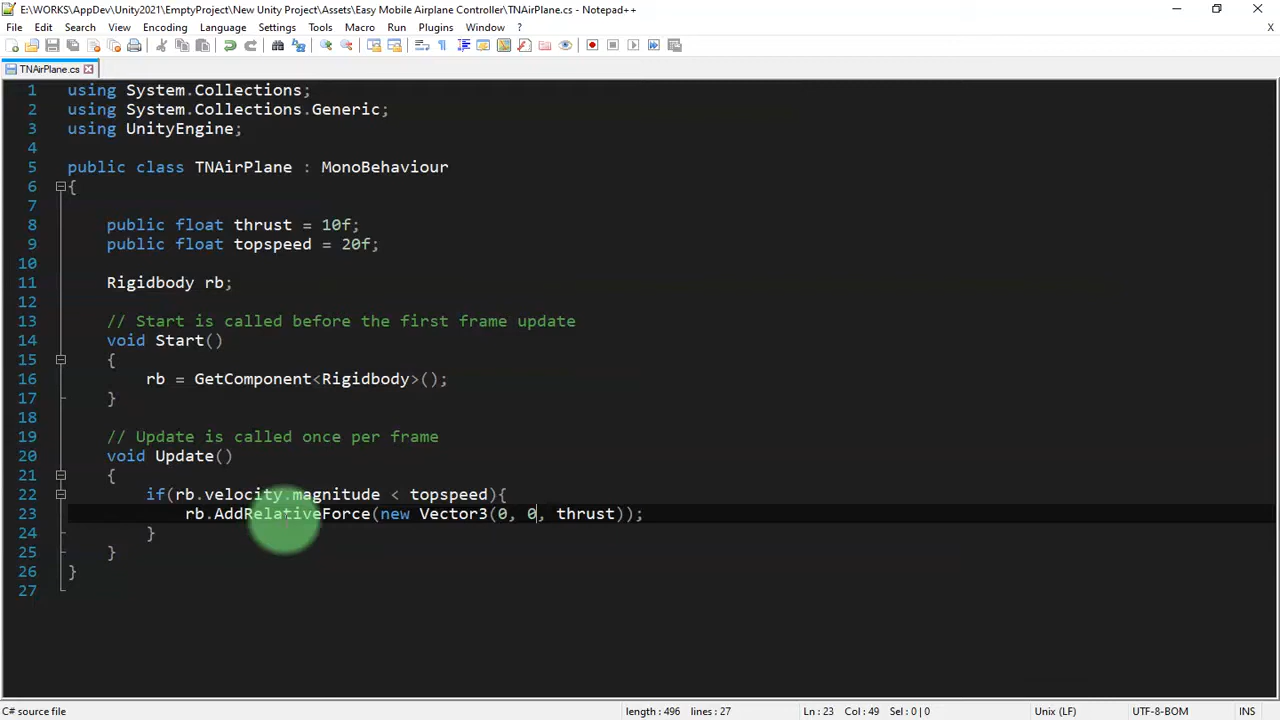 E:\WORKS\AppDev\Unity2021\EmptyProject\New Unity Project\Assets\Easy Mobile Airplane Controller\TNAirPlane.cs - Notepad++
File Edit Search View Encoding Language Settings Tools Macro Run Plugins Window ? X
TNAirPlane.cs
1 using System.Collections;
2 using System.Collections.Generic;
3 using UnityEngine;
4
5 public class TNAirPlane : MonoBehaviour
6 {
7
8 public float thrust = 10f;
9 public float topspeed = 20f;
10
11 Rigidbody rb;
12
13 // Start is called before the first frame update
14 void Start()
15 {
16 rb = GetComponent<Rigidbody>();
17 }
18
19 // Update is called once per frame
20 void Update()
21 {
22 if(rb.velocity.magnitude < topspeed){
23 rb.AddRelativeForce(new Vector3(0, 0, thrust));
24 }
25 }
26 }
27
C# source file length : 496 lines : 27 Ln : 23 Col : 49 Sel : 0 | 0 Unix (LF) UTF-8-BOM INS